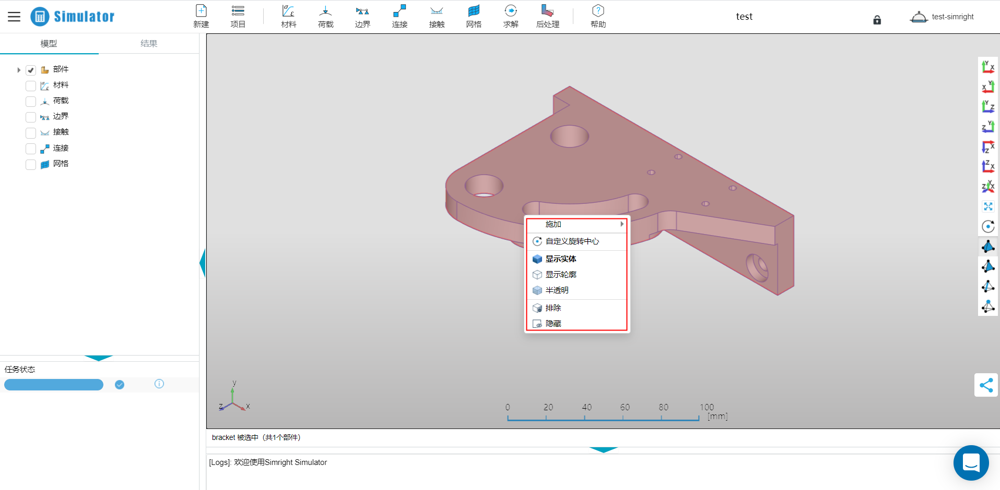 Simulator
新建
项目
材料
荷载
边界
连接
接触
网格
求解
后处理
帮助
test
test-simright
模型
结果
部件
材料
荷载
边界
接触
连接
网格
任务状态
施加
自定义旋转中心
显示实体
显示轮廓
半透明
排除
隐藏
Y X
X Y
Y Z
Z Y
Z X
Z X
Z Y X
y
z x
0 20 40 60 80 100
[mm]
bracket 被选中（共1个部件）
[Logs]: 欢迎使用Simright Simulator